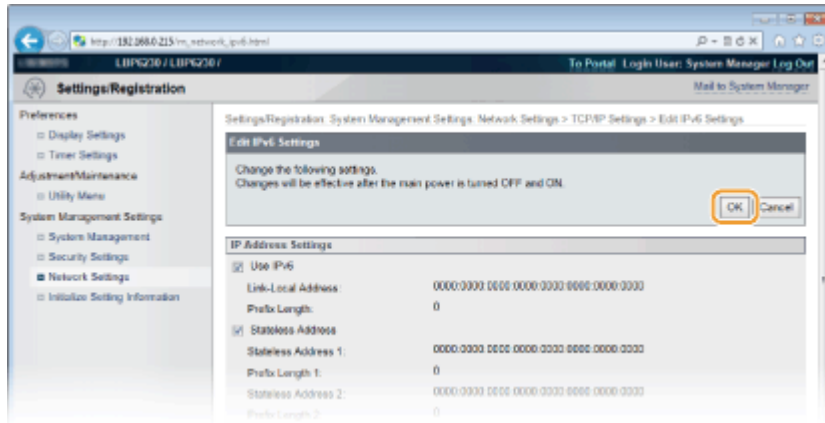 http://192.168.0.215/m_network_ipv6.html
LBP6230 / LBP6230 /
To Portal Login User: System Manager Log Out
Settings/Registration
Mail to System Manager
Preferences
Display Settings
Timer Settings
Adjustment/Maintenance
Utility Menu
System Management Settings
System Management
Security Settings
Network Settings
Initialize Setting Information
Settings/Registration: System Management Settings: Network Settings > TCP/IP Settings > Edit IPv6 Settings
Edit IPv6 Settings
Change the following settings.
Changes will be effective after the main power is turned OFF and ON.
OK Cancel
IP Address Settings
Use IPv6
Link-Local Address: 0000:0000:0000:0000:0000:0000:0000:0000
Prefix Length: 0
Stateless Address
Stateless Address 1: 0000:0000:0000:0000:0000:0000:0000:0000
Prefix Length 1: 0
Stateless Address 2: 0000:0000:0000:0000:0000:0000:0000:0000
Prefix Length 2: 0